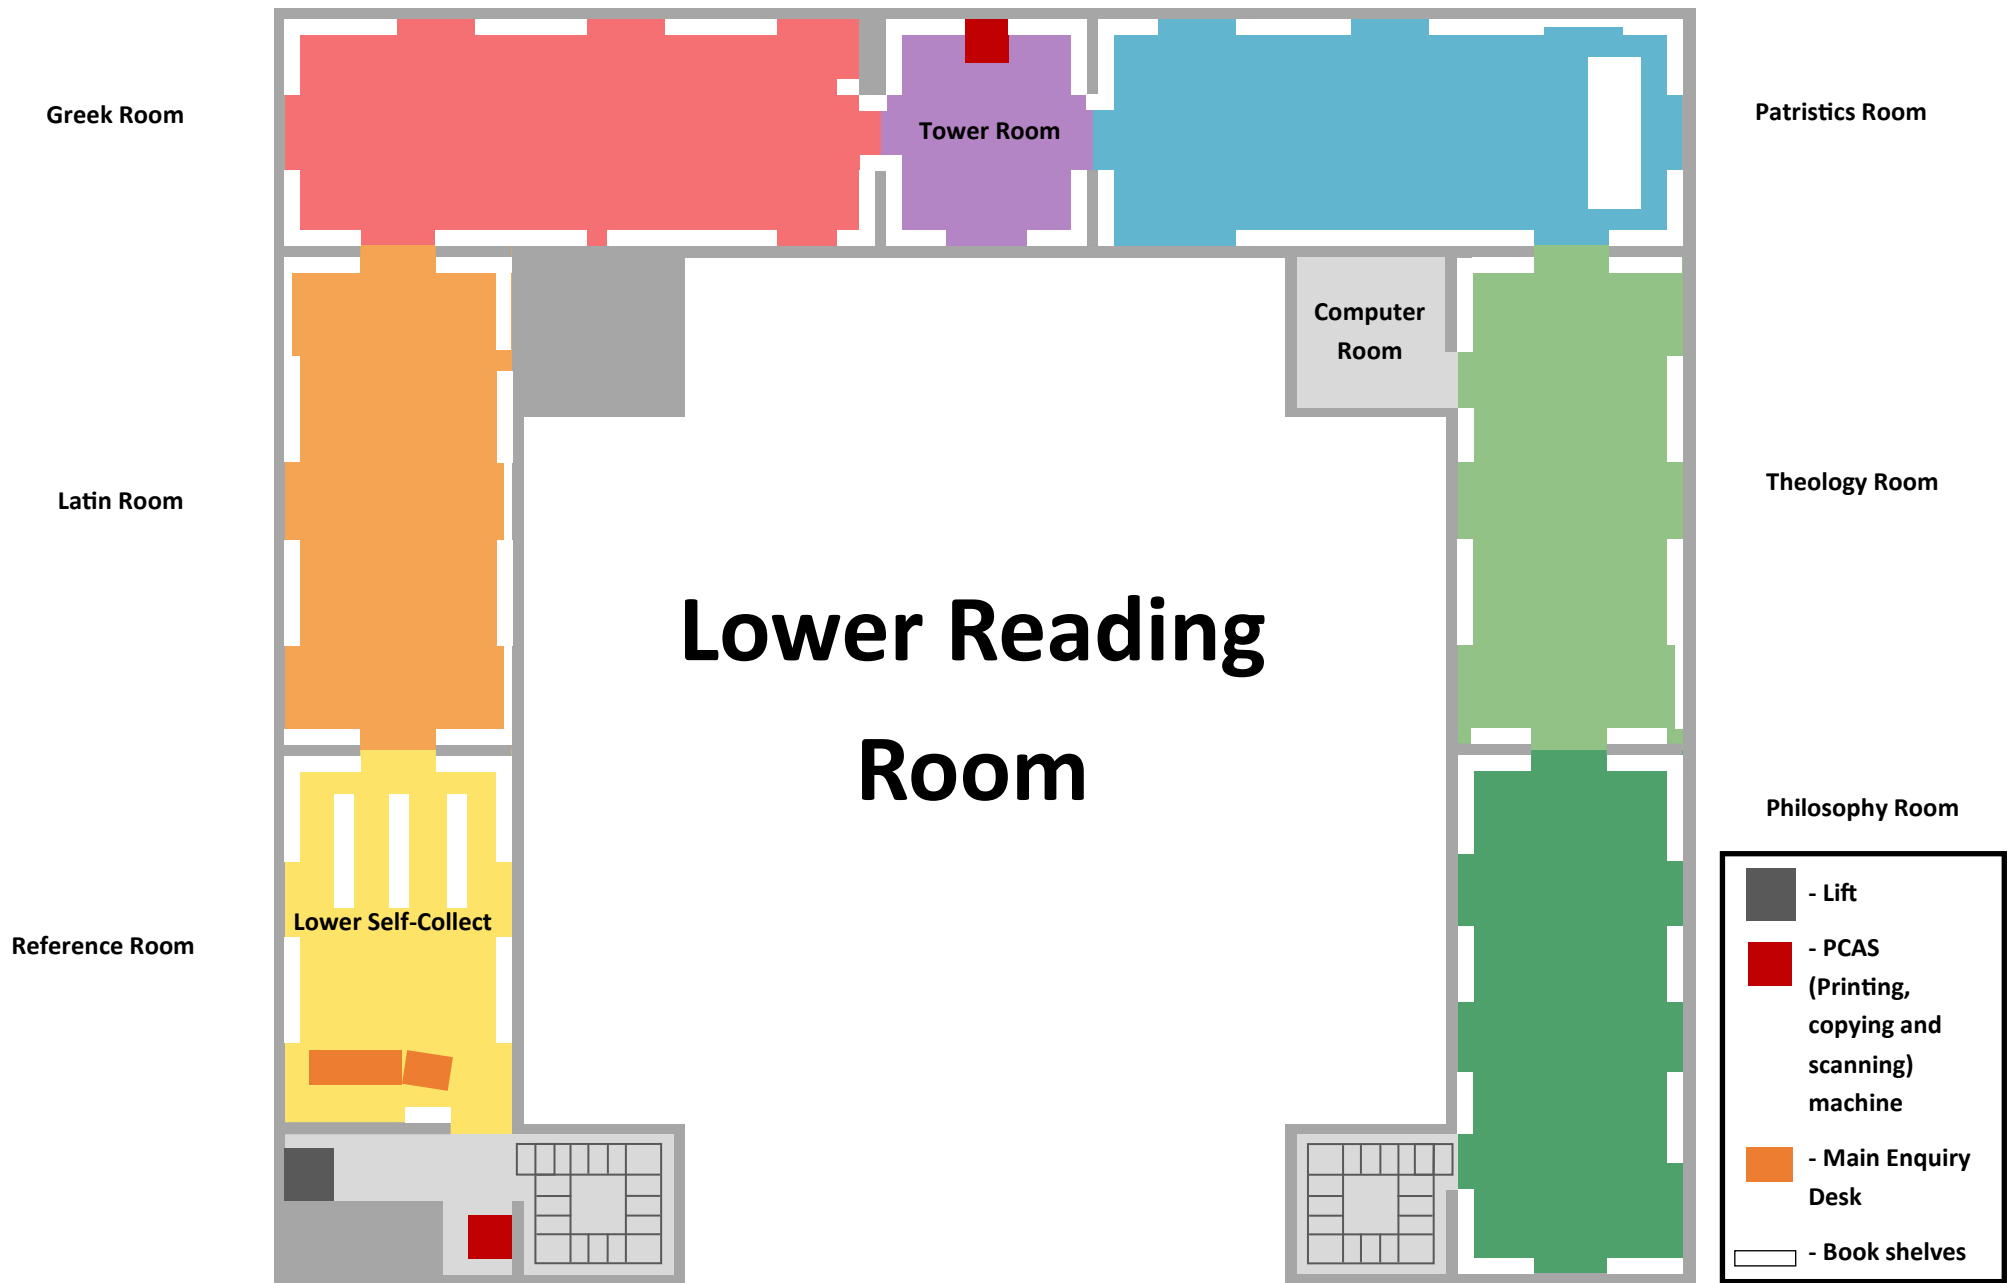 Greek Room
Tower Room
Patristics Room
Computer
Room
Latin Room
Theology Room
Lower Reading
Room
Philosophy Room
Lower Self-Collect
Reference Room
- Lift
- PCAS
(Printing,
copying and
scanning)
machine
- Main Enquiry
Desk
- Book shelves